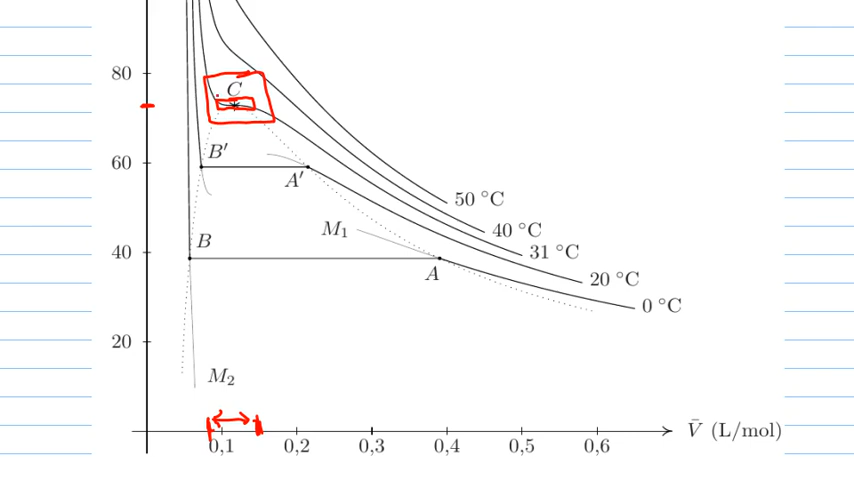 80
C
B′
60
A′
50 °C
M₁
40 °C
B
31 °C
40
A
20 °C
0 °C
20
M₂
V̄ (L/mol)
0,1 0,2 0,3 0,4 0,5 0,6